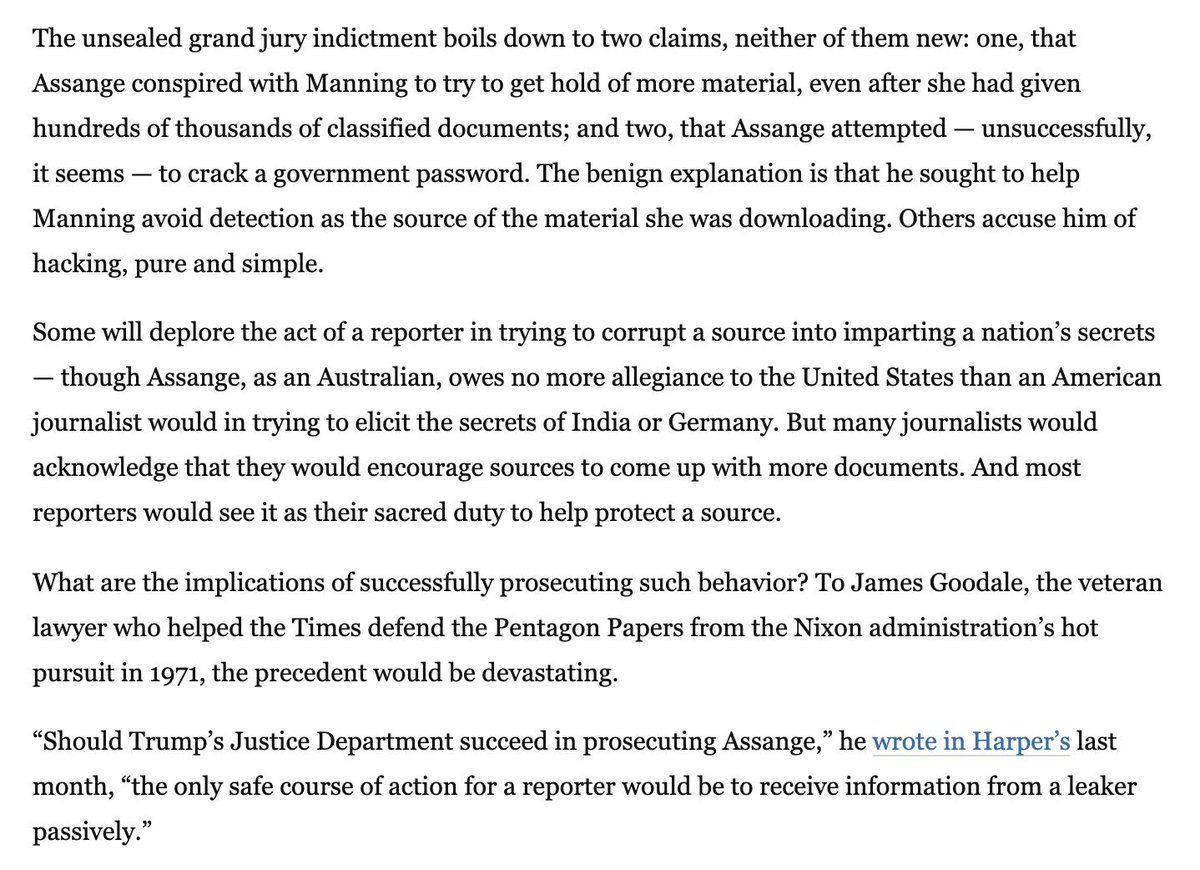 The unsealed grand jury indictment boils down to two claims, neither of them new: one, that
Assange conspired with Manning to try to get hold of more material, even after she had given
hundreds of thousands of classified documents; and two, that Assange attempted — unsuccessfully,
it seems — to crack a government password. The benign explanation is that he sought to help
Manning avoid detection as the source of the material she was downloading. Others accuse him of
hacking, pure and simple.
Some will deplore the act of a reporter in trying to corrupt a source into imparting a nation’s secrets
— though Assange, as an Australian, owes no more allegiance to the United States than an American
journalist would in trying to elicit the secrets of India or Germany. But many journalists would
acknowledge that they would encourage sources to come up with more documents. And most
reporters would see it as their sacred duty to help protect a source.
What are the implications of successfully prosecuting such behavior? To James Goodale, the veteran
lawyer who helped the Times defend the Pentagon Papers from the Nixon administration’s hot
pursuit in 1971, the precedent would be devastating.
“Should Trump’s Justice Department succeed in prosecuting Assange,” he wrote in Harper’s last
month, “the only safe course of action for a reporter would be to receive information from a leaker
passively.”